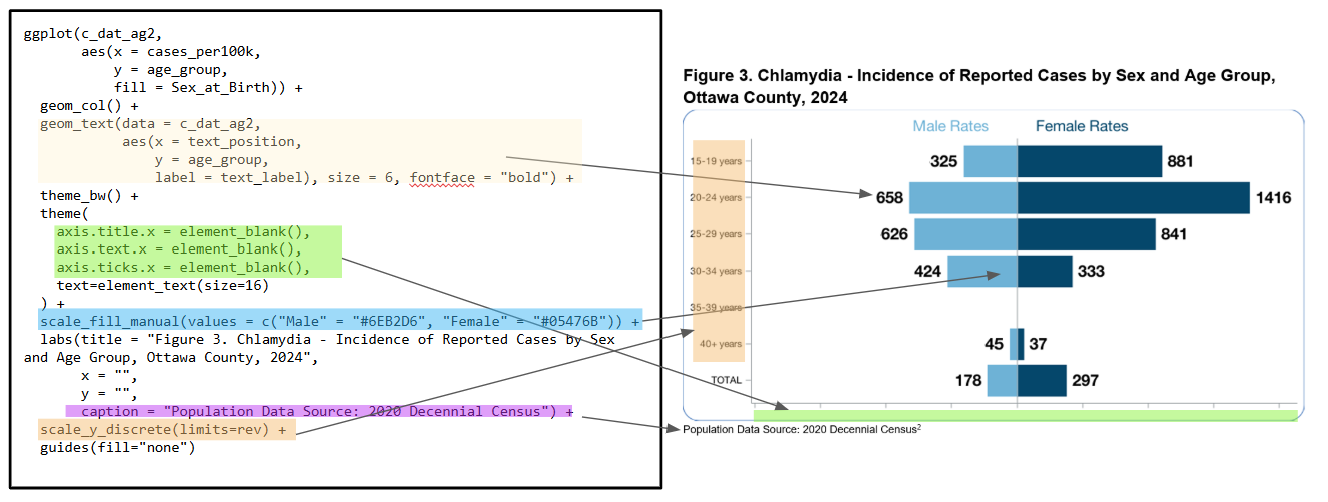 ggplot(c_dat_ag2,
aes(x = cases_per100k,
y = age_group,
fill = Sex_at_Birth)) +
geom_col() +
geom_text(data = c_dat_ag2,
aes(x = text_position,
y = age_group,
label = text_label), size = 6, fontface = "bold") +
theme_bw() +
theme(
axis.title.x = element_blank(),
axis.text.x = element_blank(),
axis.ticks.x = element_blank(),
text=element_text(size=16)
) +
scale_fill_manual(values = c("Male" = "#6EB2D6", "Female" = "#05476B")) +
labs(title = "Figure 3. Chlamydia - Incidence of Reported Cases by Sex
and Age Group, Ottawa County, 2024",
x = "",
y = "",
caption = "Population Data Source: 2020 Decennial Census") +
scale_y_discrete(limits=rev) +
guides(fill="none")
Figure 3. Chlamydia - Incidence of Reported Cases by Sex and Age Group,
Ottawa County, 2024
Male Rates Female Rates
15-19 years 325 881
20-24 years 658 1416
25-29 years 626 841
30-34 years 424 333
35-39 years
40+ years 45 37
TOTAL 178 297
Population Data Source: 2020 Decennial Census²